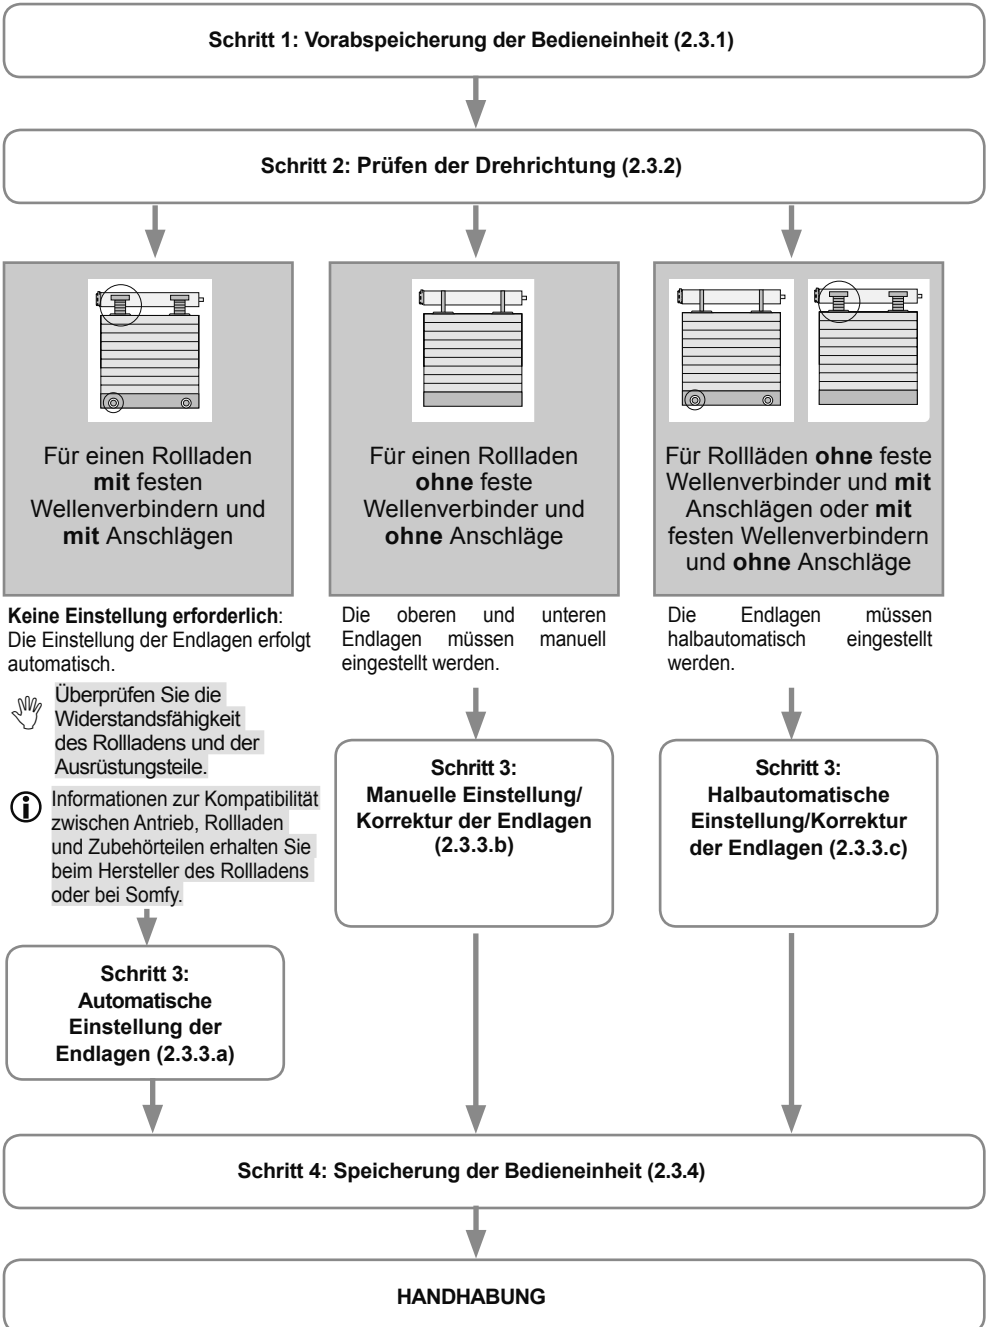 Schritt 1: Vorabspeicherung der Bedieneinheit (2.3.1)
Schritt 2: Prüfen der Drehrichtung (2.3.2)
Für einen Rollladen
mit festen
Wellenverbindern und
mit Anschlägen
Für einen Rollladen
ohne feste
Wellenverbinder und
ohne Anschläge
Für Rollläden ohne feste
Wellenverbinder und mit
Anschlägen oder mit
festen Wellenverbindern
und ohne Anschläge
Keine Einstellung erforderlich:
Die Einstellung der Endlagen erfolgt
automatisch.
Überprüfen Sie die
Widerstandsfähigkeit
des Rollladens und der
Ausrüstungsteile.
Informationen zur Kompatibilität
zwischen Antrieb, Rollladen
und Zubehörteilen erhalten Sie
beim Hersteller des Rollladens
oder bei Somfy.
Schritt 3:
Automatische
Einstellung der
Endlagen (2.3.3.a)
Die oberen und unteren
Endlagen müssen manuell
eingestellt werden.
Schritt 3:
Manuelle Einstellung/
Korrektur der Endlagen
(2.3.3.b)
Die Endlagen müssen
halbautomatisch eingestellt
werden.
Schritt 3:
Halbautomatische
Einstellung/Korrektur
der Endlagen (2.3.3.c)
Schritt 4: Speicherung der Bedieneinheit (2.3.4)
HANDHABUNG